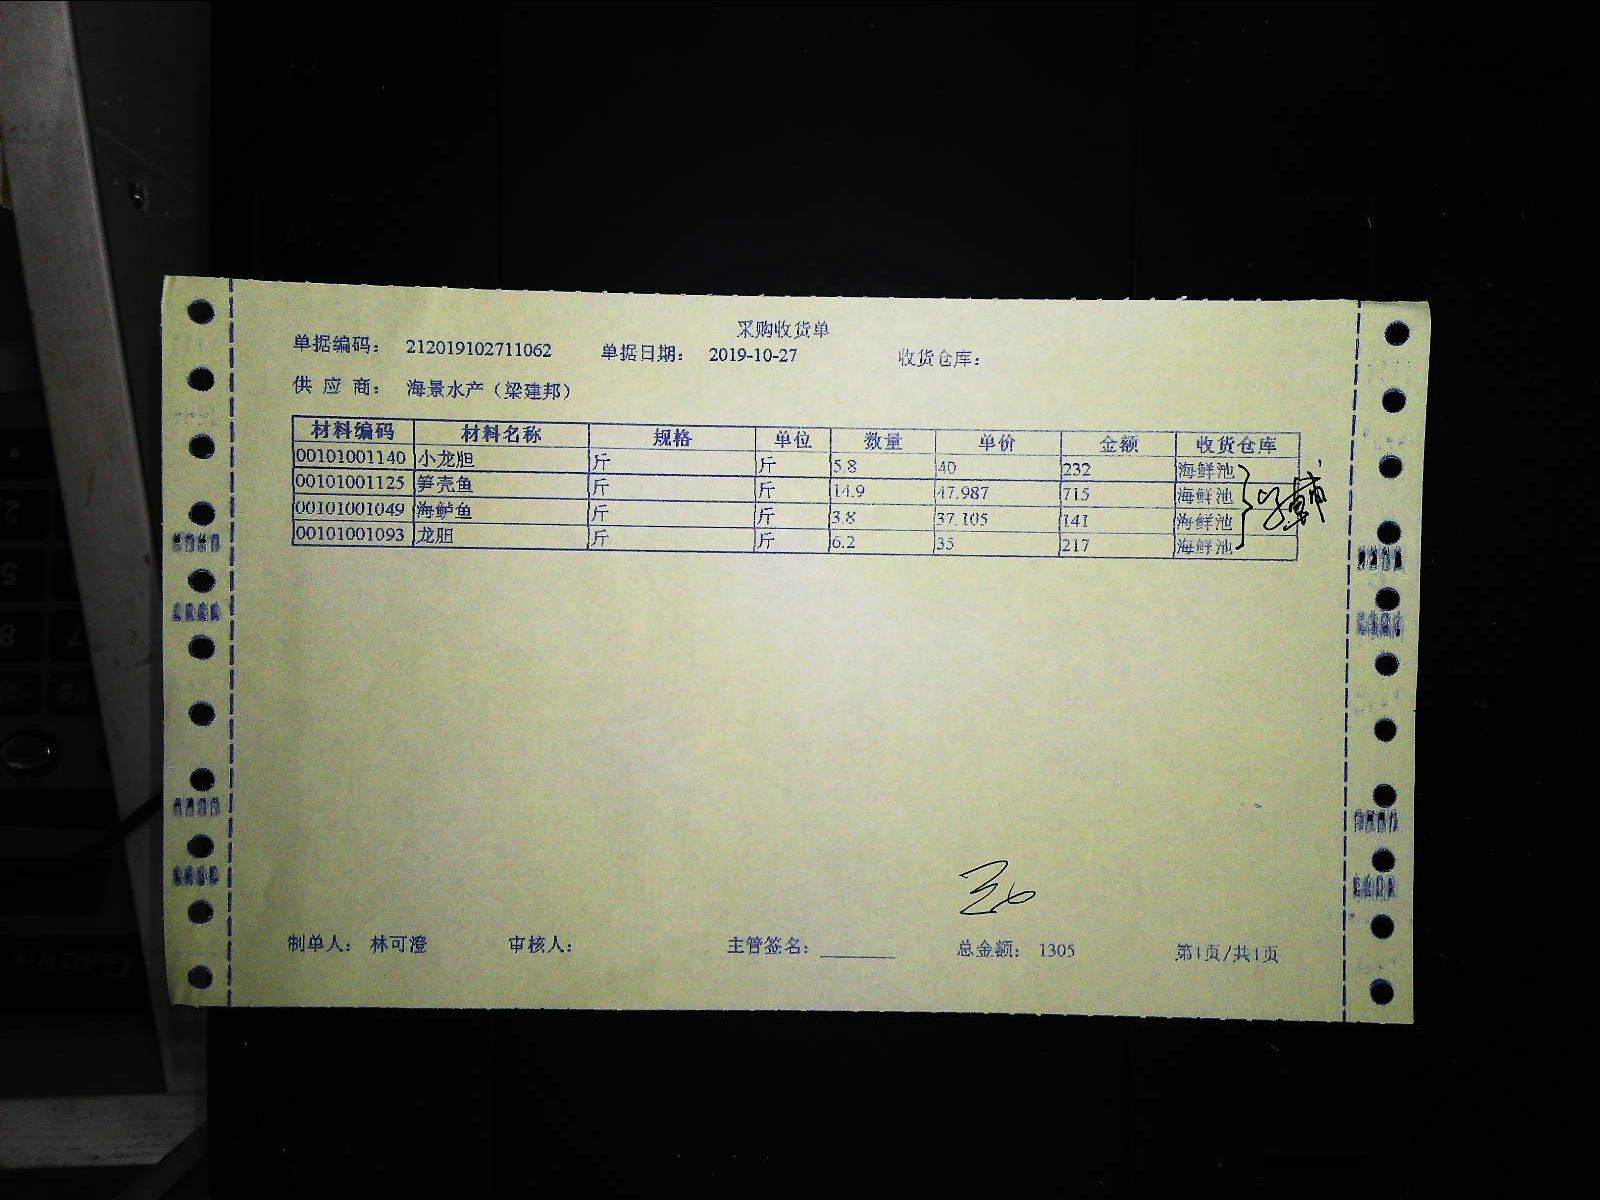 采购收货单
单据编码： 212019102711062 单据日期： 2019-10-27 收货仓库：
供 应 商： 海景水产（梁建邦）
材料编码 材料名称 规格 单位 数量 单价 金额 收货仓库
00101001140 小龙胆 斤 斤 5.8 40 232 海鲜池
00101001125 笋壳鱼 斤 斤 14.9 47.987 715 海鲜池
00101001049 海鲈鱼 斤 斤 3.8 37.105 141 海鲜池
00101001093 龙胆 斤 斤 6.2 35 217 海鲜池
制单人： 林可澄 审核人： 主管签名： 总金额： 1305 第1页/共1页